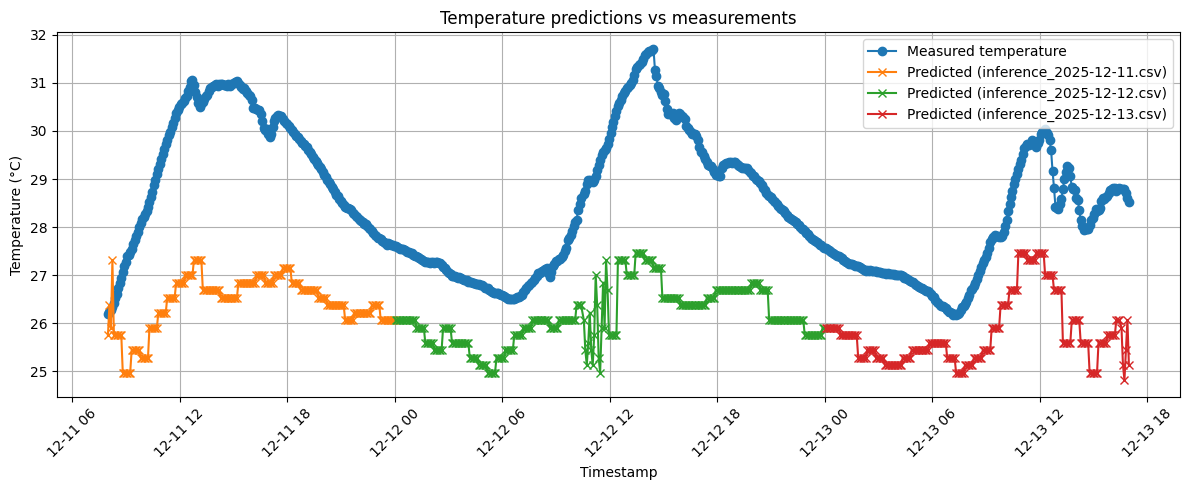 Temperature predictions vs measurements
Temperature (°C)
32
31
30
29
28
27
26
25
Measured temperature
Predicted (inference_2025-12-11.csv)
Predicted (inference_2025-12-12.csv)
Predicted (inference_2025-12-13.csv)
12-11 06
12-11 12
12-11 18
12-12 00
12-12 06
12-12 12
12-12 18
12-13 00
12-13 06
12-13 12
12-13 18
Timestamp